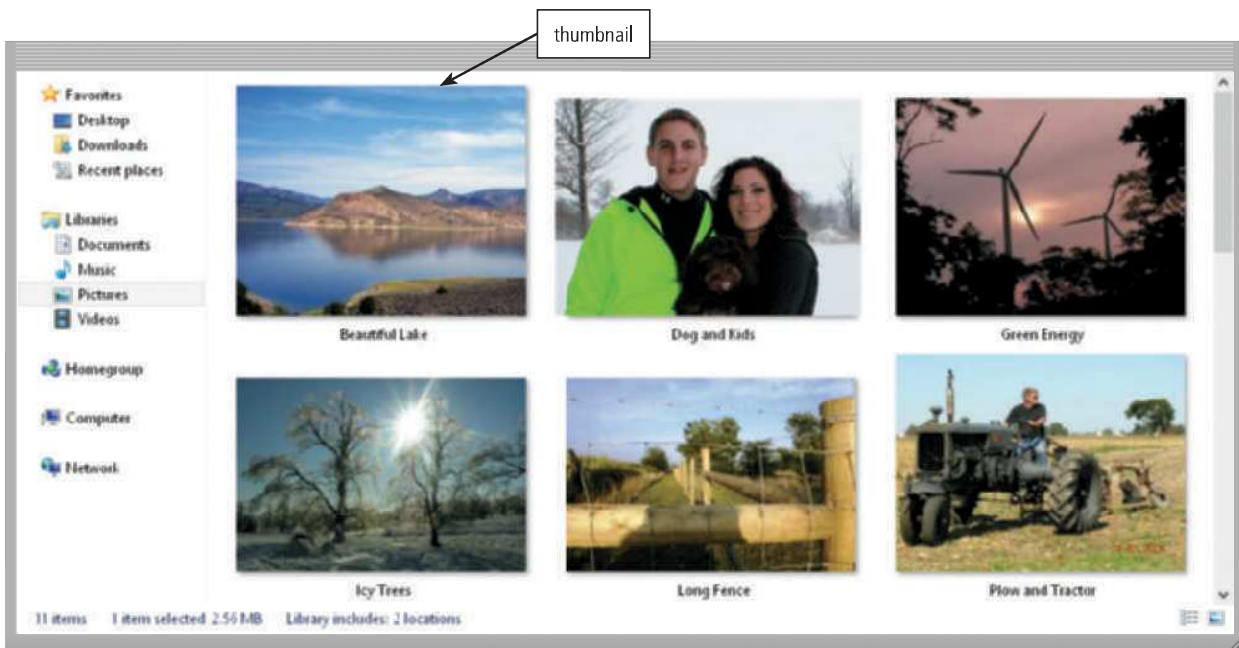 thumbnail
Favorites
Desktop
Downloads
Recent places
Libraries
Documents
Music
Pictures
Videos
Homegroup
Computer
Network
Beautiful Lake
Dog and Kids
Green Energy
Icy Trees
Long Fence
Plow and Tractor
11 items 1 item selected 2.56 MB Library includes: 2 locations